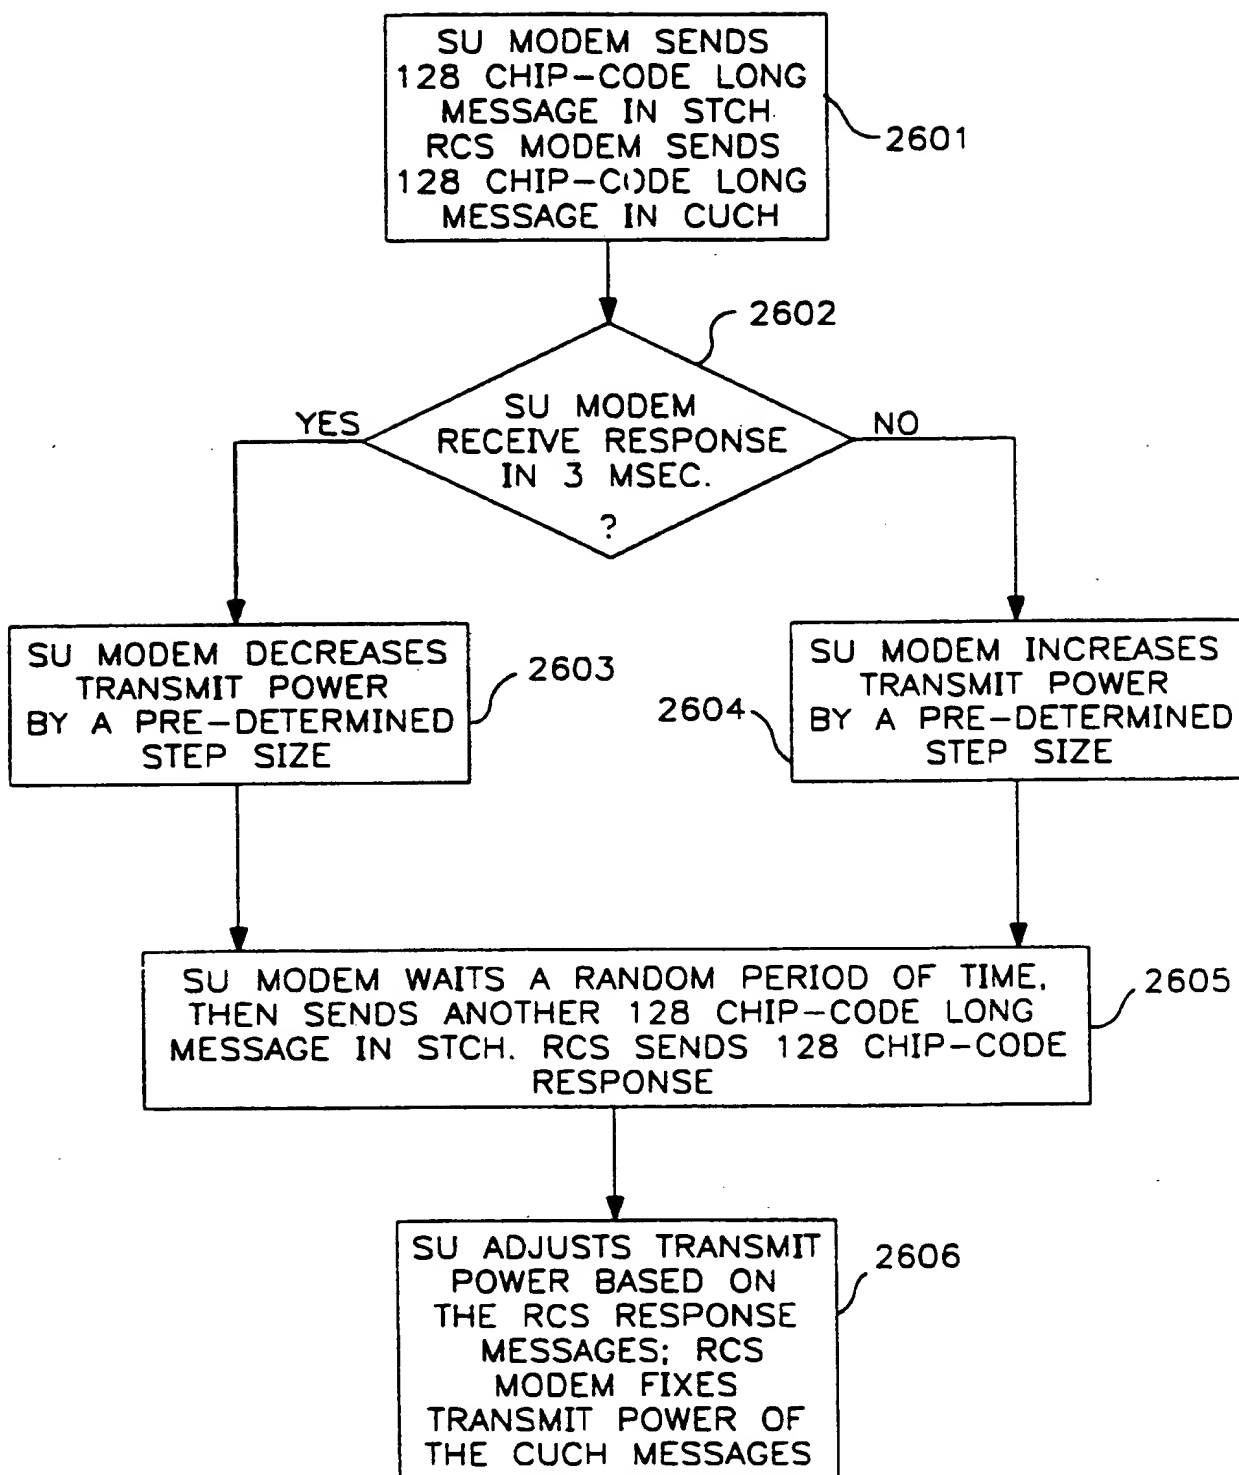 SU MODEM SENDS
128 CHIP-CODE LONG
MESSAGE IN STCH
RCS MODEM SENDS
128 CHIP-CODE LONG
MESSAGE IN CUCH
2601
2602
YES
SU MODEM
RECEIVE RESPONSE
IN 3 MSEC.
?
NO
SU MODEM DECREASES
TRANSMIT POWER
BY A PRE-DETERMINED
STEP SIZE
2603
SU MODEM INCREASES
TRANSMIT POWER
BY A PRE-DETERMINED
STEP SIZE
2604
SU MODEM WAITS A RANDOM PERIOD OF TIME,
THEN SENDS ANOTHER 128 CHIP-CODE LONG
MESSAGE IN STCH. RCS SENDS 128 CHIP-CODE
RESPONSE
2605
SU ADJUSTS TRANSMIT
POWER BASED ON
THE RCS RESPONSE
MESSAGES; RCS
MODEM FIXES
TRANSMIT POWER OF
THE CUCH MESSAGES
2606